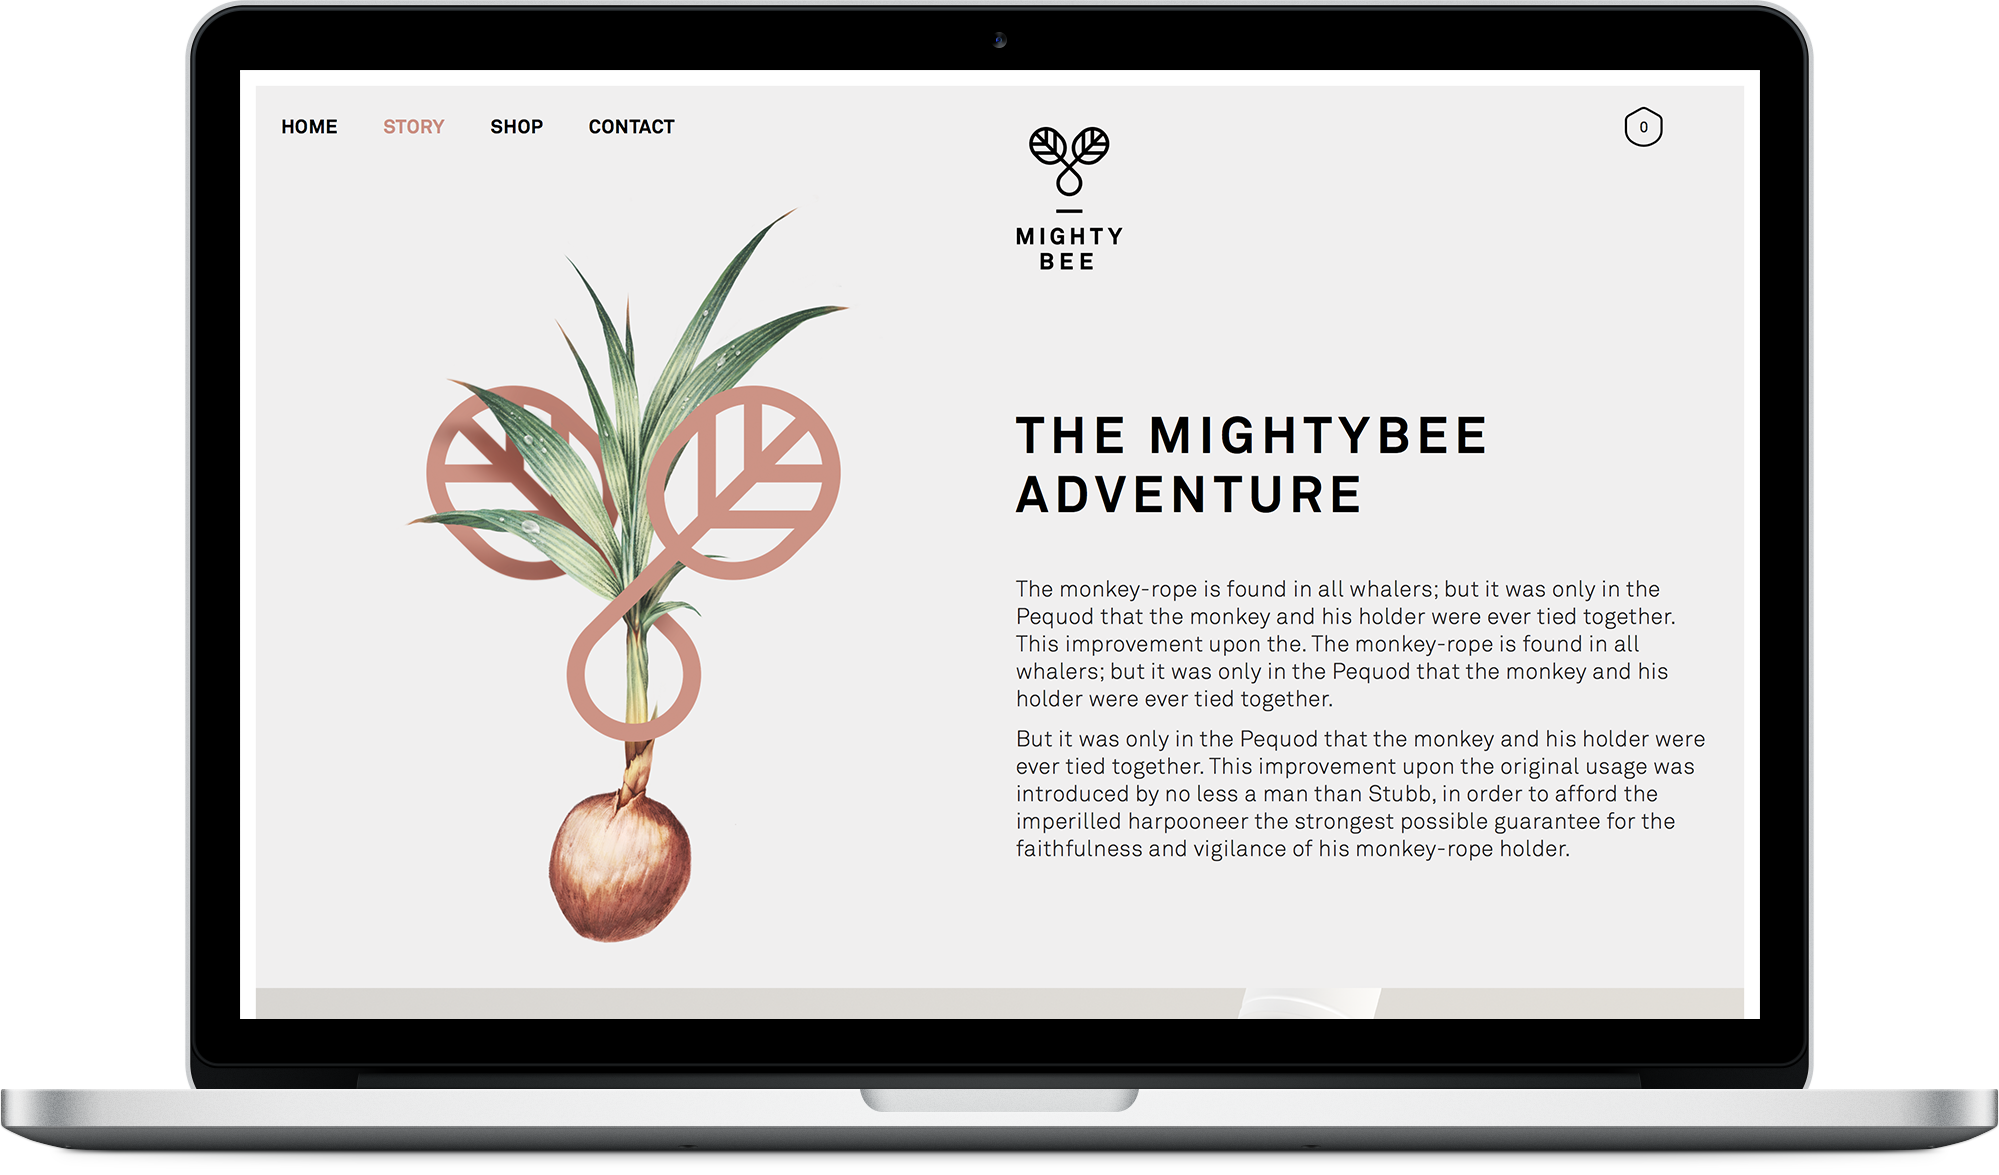 HOME STORY SHOP CONTACT
0
MIGHTY
BEE
THE MIGHTYBEE
ADVENTURE
The monkey-rope is found in all whalers; but it was only in the
Pequod that the monkey and his holder were ever tied together.
This improvement upon the. The monkey-rope is found in all
whalers; but it was only in the Pequod that the monkey and his
holder were ever tied together.
But it was only in the Pequod that the monkey and his holder were
ever tied together. This improvement upon the original usage was
introduced by no less a man than Stubb, in order to afford the
imperilled harpooneer the strongest possible guarantee for the
faithfulness and vigilance of his monkey-rope holder.